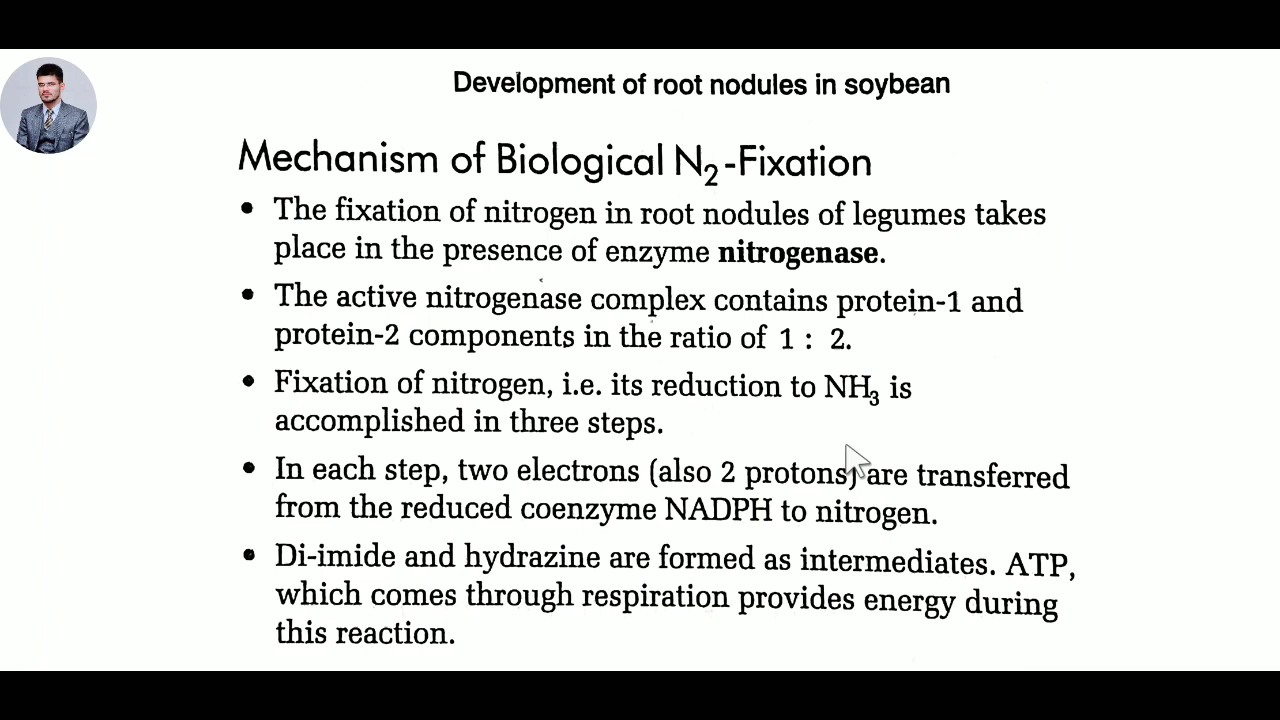 Development of root nodules in soybean
Mechanism of Biological N₂-Fixation
• The fixation of nitrogen in root nodules of legumes takes
place in the presence of enzyme nitrogenase.
• The active nitrogenase complex contains protein-1 and
protein-2 components in the ratio of 1 : 2.
• Fixation of nitrogen, i.e. its reduction to NH₃ is
accomplished in three steps.
• In each step, two electrons (also 2 protons) are transferred
from the reduced coenzyme NADPH to nitrogen.
• Di-imide and hydrazine are formed as intermediates. ATP,
which comes through respiration provides energy during
this reaction.